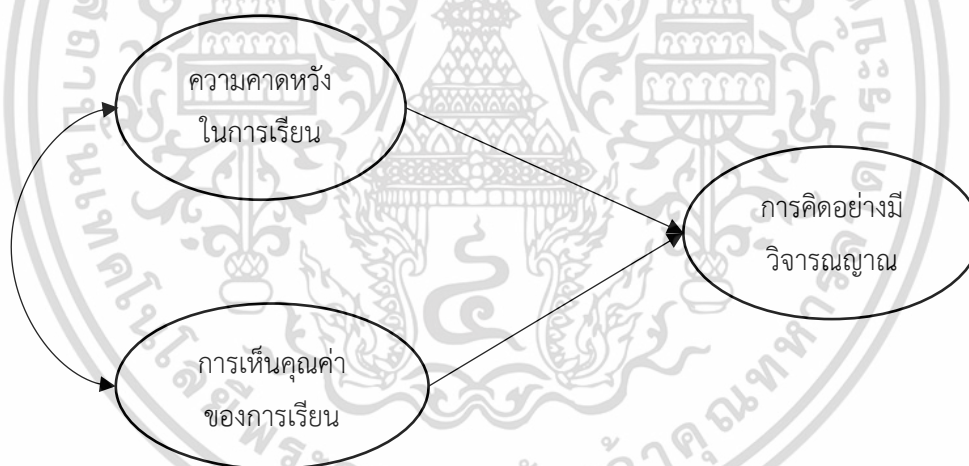 ความคาดหวัง
ในการเรียน
การคิดอย่างมี
วิจารณญาณ
การเห็นคุณค่า
ของการเรียน